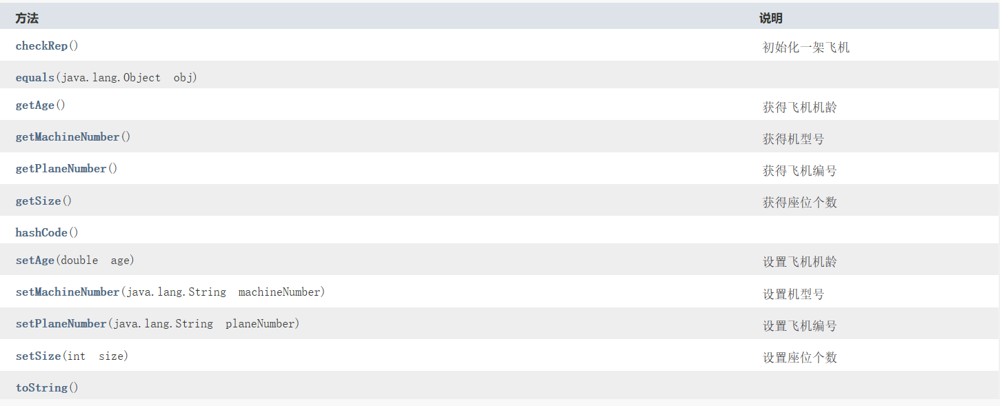 方法 说明
checkRep() 初始化一架飞机
equals(java.lang.Object obj)
getAge() 获得飞机机龄
getMachineNumber() 获得机型号
getPlaneNumber() 获得飞机编号
getSize() 获得座位个数
hashCode()
setAge(double age) 设置飞机机龄
setMachineNumber(java.lang.String machineNumber) 设置机型号
setPlaneNumber(java.lang.String planeNumber) 设置飞机编号
setSize(int size) 设置座位个数
toString()